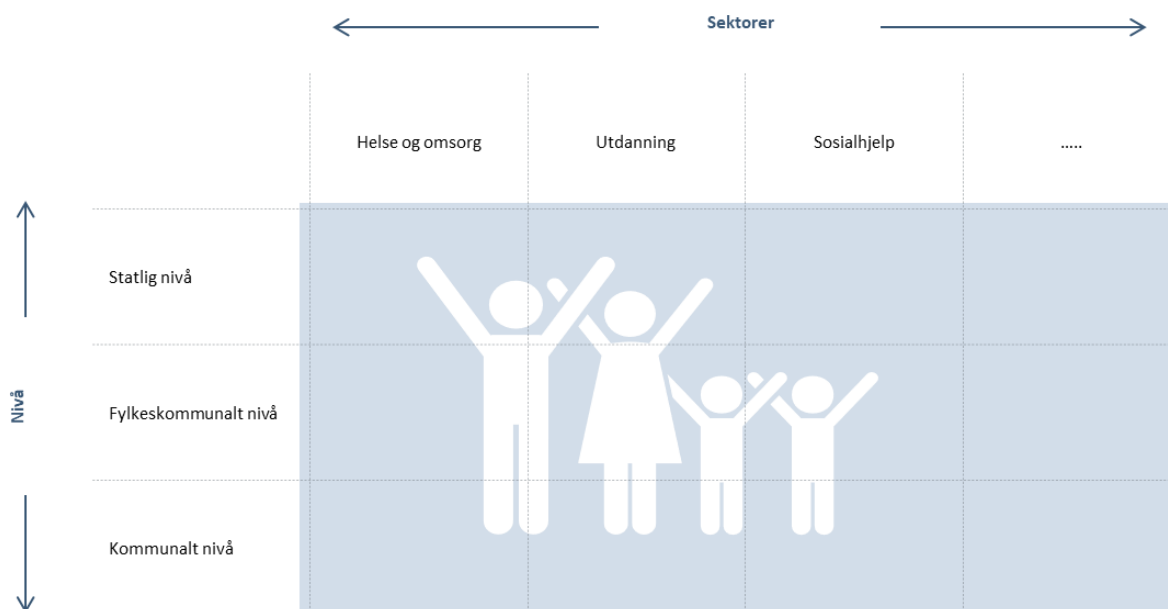 Sektorer
Helse og omsorg
Utdanning
Sosialhjelp
.....
Nivå
Statlig nivå
Fylkeskommunalt nivå
Kommunalt nivå